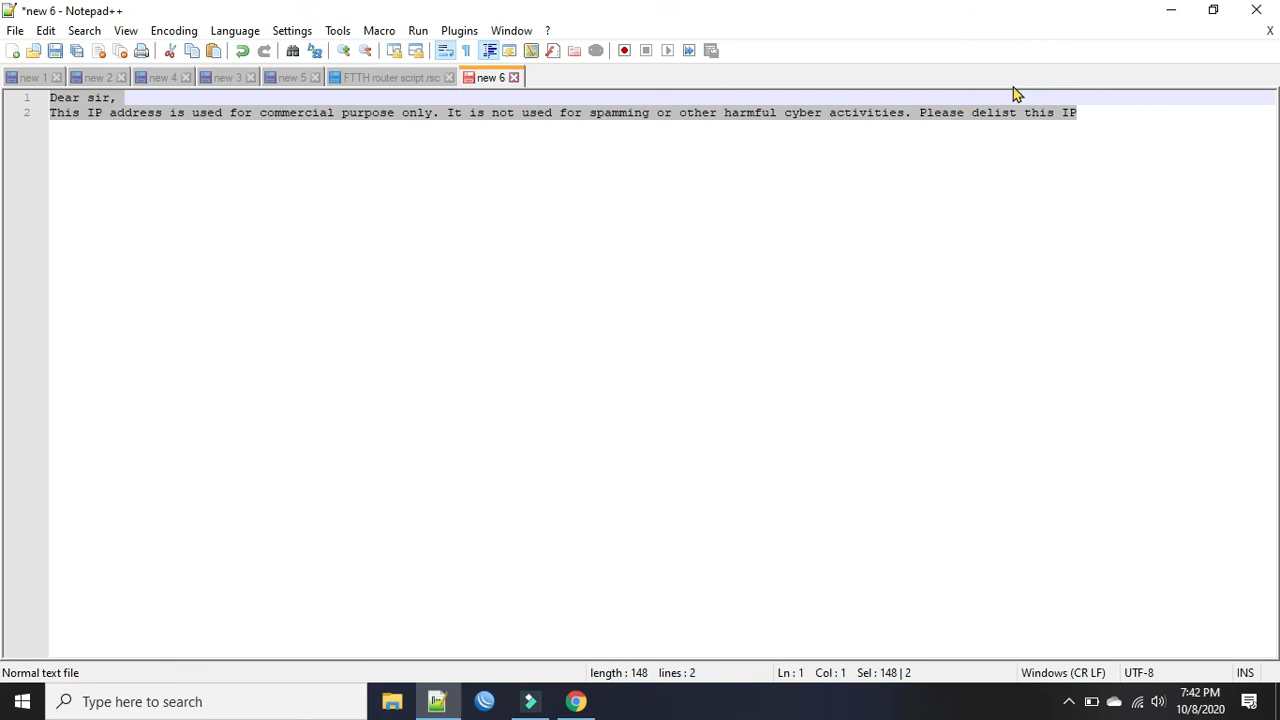 *new 6 - Notepad++
File Edit Search View Encoding Language Settings Tools Macro Run Plugins Window ? X
new 1 new 2 new 4 new 3 new 5 FTTH router script.rsc new 6
1 Dear sir,
2 This IP address is used for commercial purpose only. It is not used for spamming or other harmful cyber activities. Please delist this IP
Normal text file length : 148 lines : 2 Ln : 1 Col : 1 Sel : 148 | 2 Windows (CR LF) UTF-8 INS
Type here to search
7:42 PM
10/8/2020